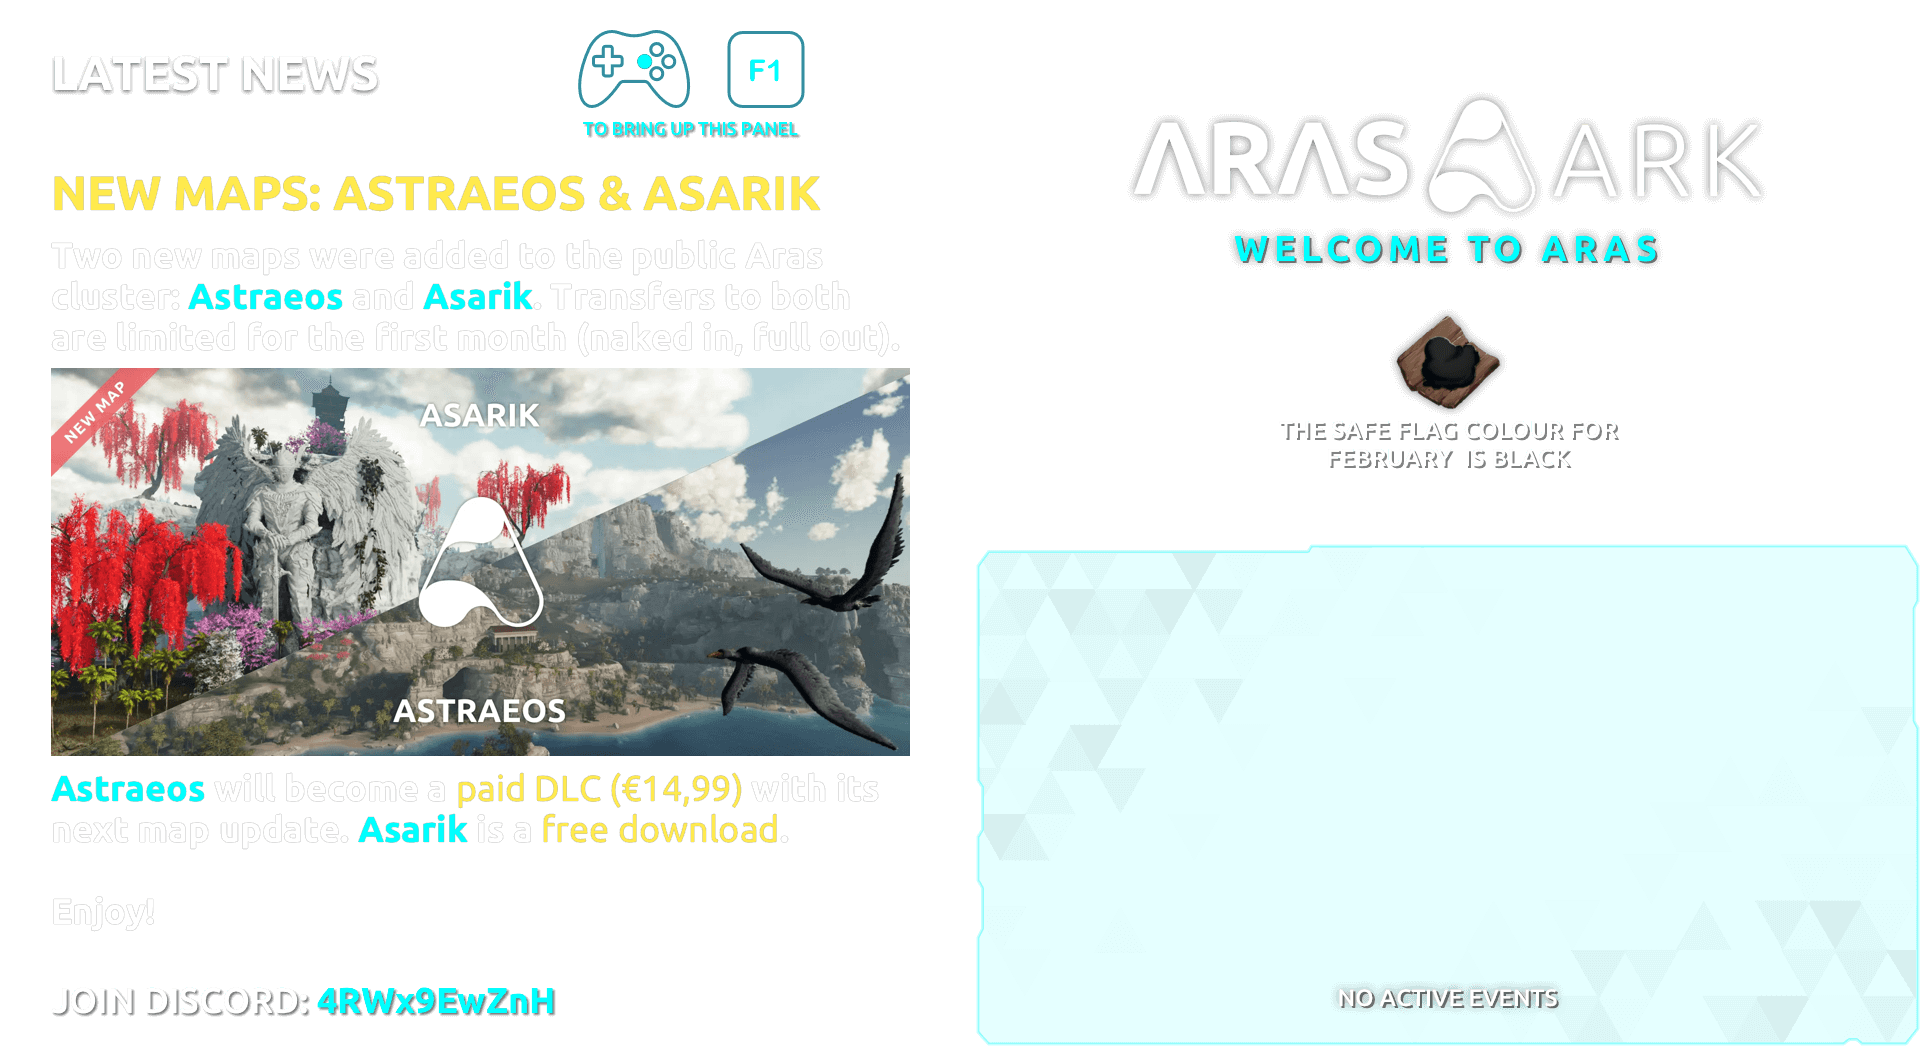 LATEST NEWS
F1
TO BRING UP THIS PANEL
NEW MAPS: ASTRAEOS & ASARIK
Two new maps were added to the public Aras
cluster: Astraeos and Asarik. Transfers to both
are limited for the first month (naked in, full out).
NEW MAP
ASARIK
ASTRAEOS
Astraeos will become a paid DLC (€14,99) with its
next map update. Asarik is a free download.
Enjoy!
JOIN DISCORD: 4RWx9EwZnH
ARAS ARK
WELCOME TO ARAS
THE SAFE FLAG COLOUR FOR
FEBRUARY IS BLACK
NO ACTIVE EVENTS